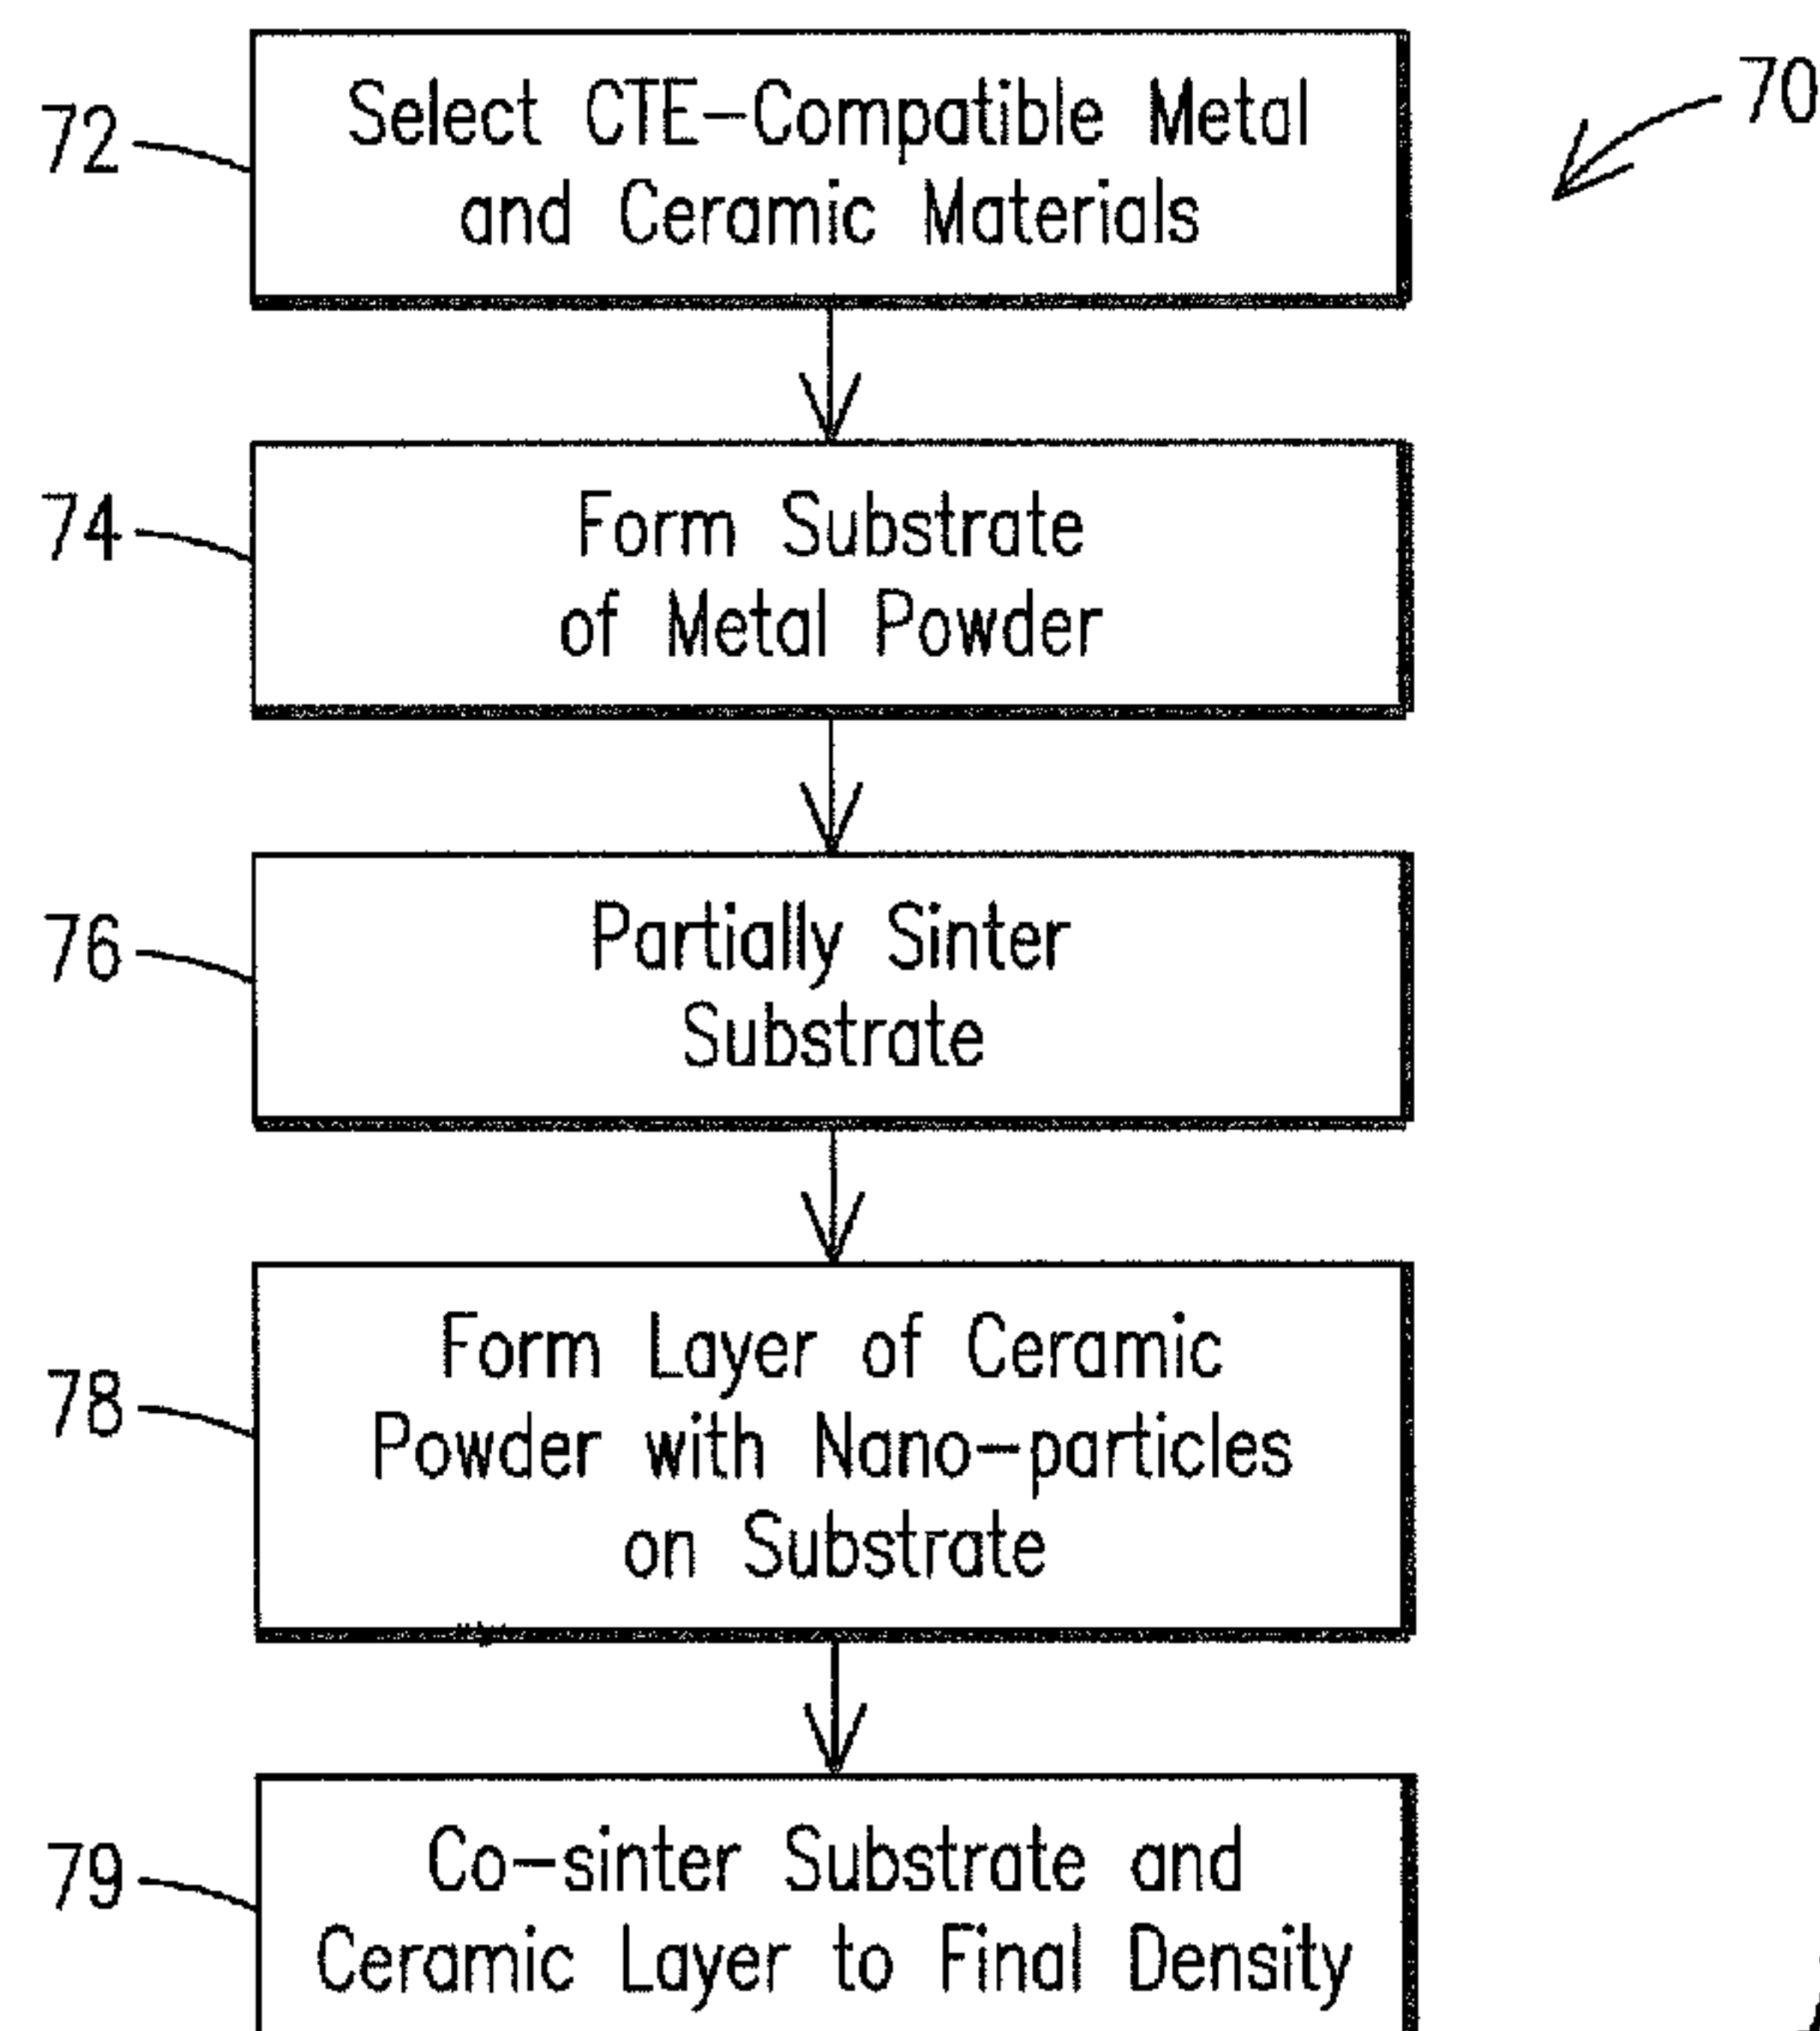 70
72
Select CTE-Compatible Metal
and Ceramic Materials
74
Form Substrate
of Metal Powder
76
Partially Sinter
Substrate
78
Form Layer of Ceramic
Powder with Nano-particles
on Substrate
79
Co-sinter Substrate and
Ceramic Layer to Final Density